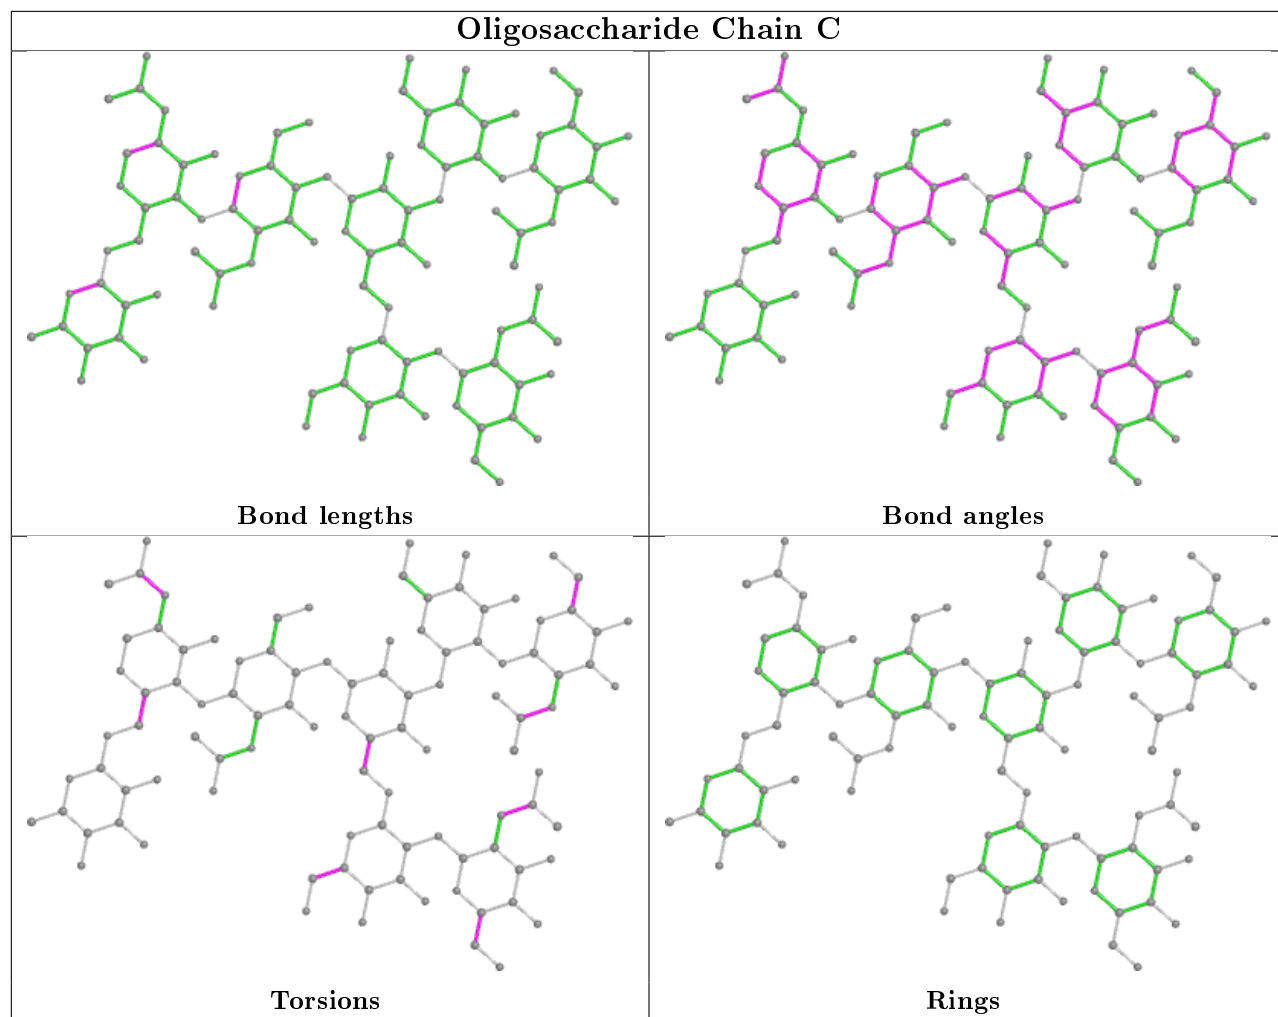 Oligosaccharide Chain C
Bond lengths
Bond angles
Torsions
Rings